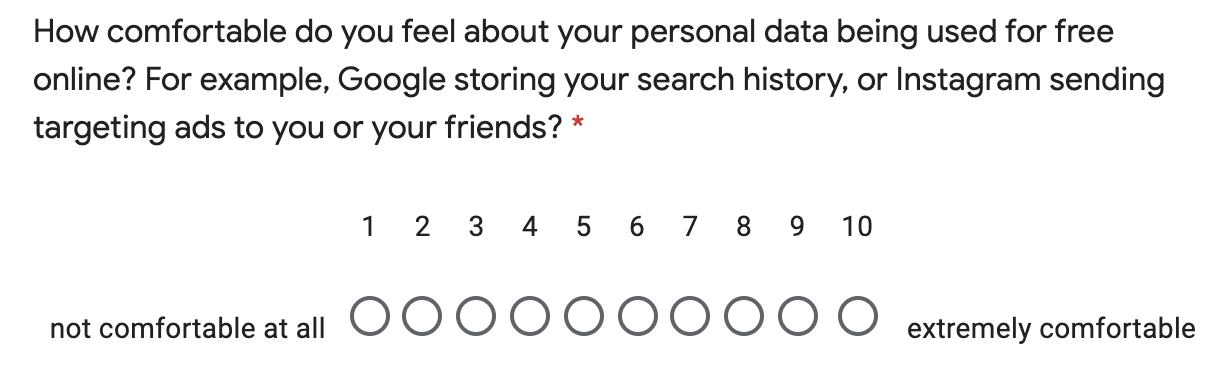 How comfortable do you feel about your personal data being used for free
online? For example, Google storing your search history, or Instagram sending
targeting ads to you or your friends? *
1 2 3 4 5 6 7 8 9 10
not comfortable at all extremely comfortable